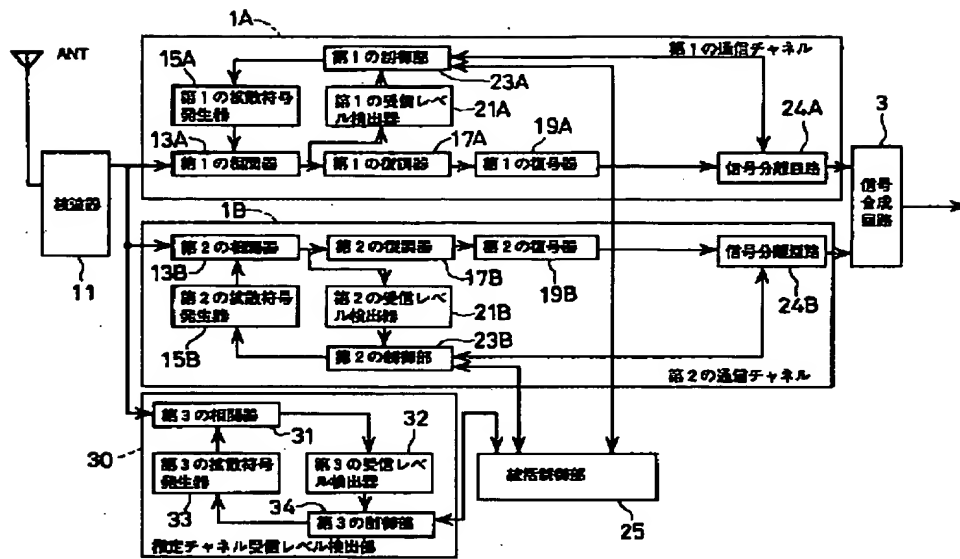 1A
ANT
15A
第1の制御部
第1の通信チャネル
23A
第1の拡散符号
発生器
第1の受信レベ
ル検出器
21A
24A
13A
17A
19A
3
第1の相関器
第1の復調器
第1の復号器
信号分離回路
検波器
信号
合成
回路
1B
第2の相関器
第2の復調器
第2の復号器
信号分離回路
11
13B
17B
19B
24B
第2の拡散符号
発生器
第2の受信レベ
ル検出器
21B
15B
23B
第2の制御部
第2の通信チャネル
第3の相関器
31
32
30
第3の拡散符号
発生器
第3の受信レベ
ル検出器
統括制御部
34
33
第3の制御部
25
推定チャネル受信レベル検出部